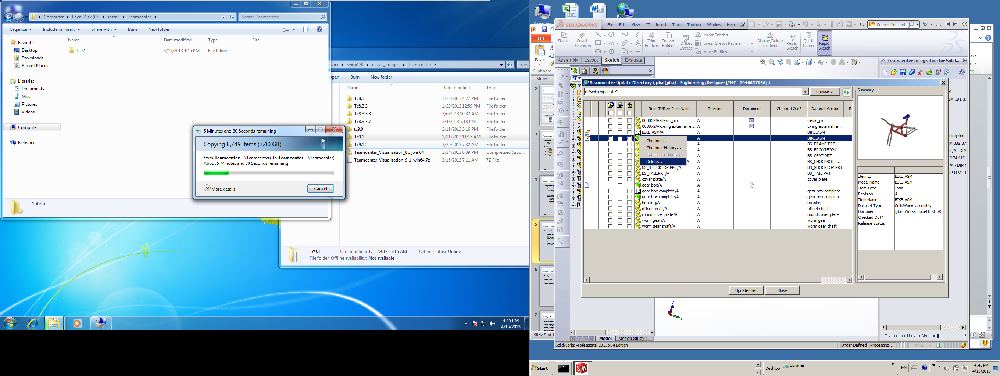 Computer ▸ Local Disk (C:) ▸ install ▸ Teamcenter ▸
Search Teamcenter
Organize
Include in library
Share with
Burn
New folder
Favorites
Desktop
Downloads
Recent Places
Libraries
Documents
Music
Pictures
Videos
Computer
Network
Name Date modified Type Size
Tc9.1 4/15/2013 4:45 PM File folder
1 item
5 Minutes and 30 Seconds remaining
Copying 8,749 items (7.40 GB)
from Teamcenter ...\Teamcenter) to Teamcenter ...\Teamcenter)
About 5 Minutes and 30 Seconds remaining
More details
Cancel
ork ▸ svi6p120 ▸ install_images ▸ Teamcenter ▸
Sear
pen Burn New folder
Name Date modified Type
Tc8.3 1/10/2013 4:27 PM File folder
Tc8.3.3 1/29/2013 12:59 PM File folder
Tc8.3.3.3 2/6/2013 10:32 AM File folder
Tc8.3.3.7 2/4/2013 5:18 PM File folder
tc9.0 3/11/2013 5:16 PM File folder
Tc9.1 1/11/2013 11:15 AM File folder
Tc9.1.2 3/29/2013 7:32 AM File folder
Teamcenter_Visualization_8.3_win64 3/14/2013 6:39 PM Compressed (zipp...
Teamcenter_Visualization_9_1_win64.7z 3/15/2013 7:11 AM 7Z File
Tc9.1 Date modified: 1/11/2013 11:15 AM Offline status: Online
File folder Offline availability: Not available
4:45 PM
4/15/2013
File
Paste
Clipboard
Slides
2
3
4
5
6
7
Slide 5 of 1
SOLIDWORKS
File Edit View JT Insert Tools Toolbox Window Help
3...
Search files and
Sketch
Smart Dimension
Trim Entities
Convert Entities
Offset Entities
Mirror Entities
Linear Sketch Pattern
Move Entities
Display/Delete Relations
Repair Sketch
Quick Snaps
Rapid Sketch
Assembly Layout Sketch Evaluate
Teamcenter Integration for Solid...
Teamcenter Update Directory ( pha (pha) - Engineering/Designer [IMC--2046637066] )
d:\swimexport\tc9
Browse...
Summary
Item ID/Rev-Item Name Revision Document Checked Out? Dataset Version
000062/A-clevis_pin A clevis_pin
000072/A-c-ring external re... A c-ring external re...
BIKE.ASM/A A BIKE.ASM
A BIKE.ASM
A BS_FRAME.PRT
A BS_FRONTFORK....
A BS_SEAT.PRT
A BS_SHOCKBOTT...
BS_SHOCKTOP.PRT/A A BS_SHOCKTOP.PRT
BS_TAIL.PRT/A A BS_TAIL.PRT
cover plate/A A cover plate
gear box/A A ?
gear box complete/A A gear box complete
gear box complete/A A gear box complete
housing/A A housing
offset shaft/A A offset shaft
round cover plate/A A round cover plate
worm gear/A A worm gear
worm gear shaft/A A worm gear shaft
Checkout...
Checkout History...
Cancel Checkout...
Delete...
Item ID BIKE.ASM
Model Name BIKE.ASM
Item Type Item
Revision A
Item Name BIKE.ASM
Dataset Type SolidWorks assembly
Document [SolidWorks model BIKE.AS
Checked Out?
Release Status
Update Files
Close
Z
Y
Model Motion Study 1
Teamcenter Update Director
SolidWorks Professional 2013 x64 Edition
Under Defined Processing... MMGS
Start
Desktop
Libraries
EN
4:45 PM
4/15/2013